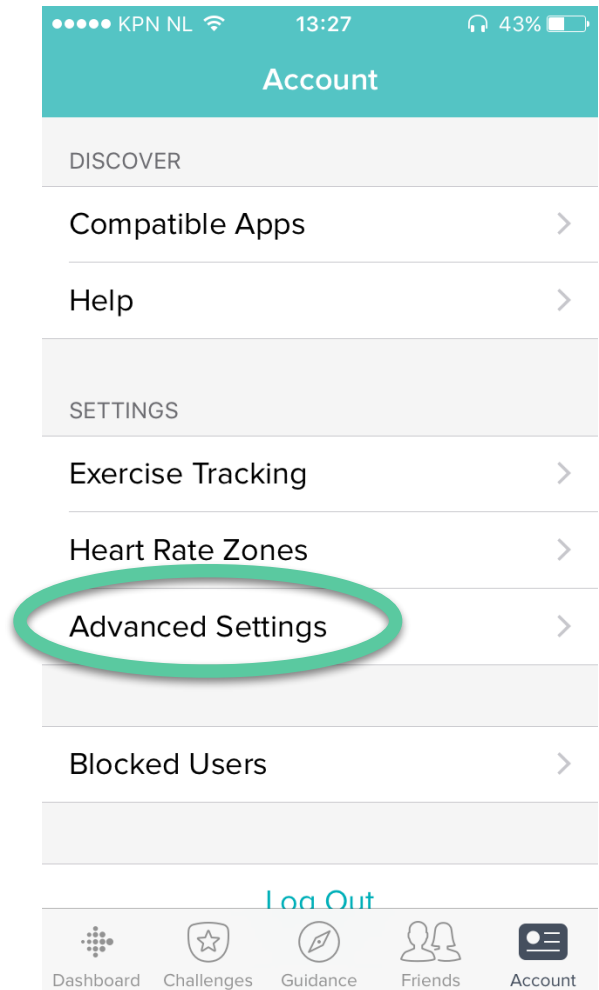 KPN NL 13:27 43%
Account
DISCOVER
Compatible Apps
Help
SETTINGS
Exercise Tracking
Heart Rate Zones
Advanced Settings
Blocked Users
Log Out
Dashboard Challenges Guidance Friends Account